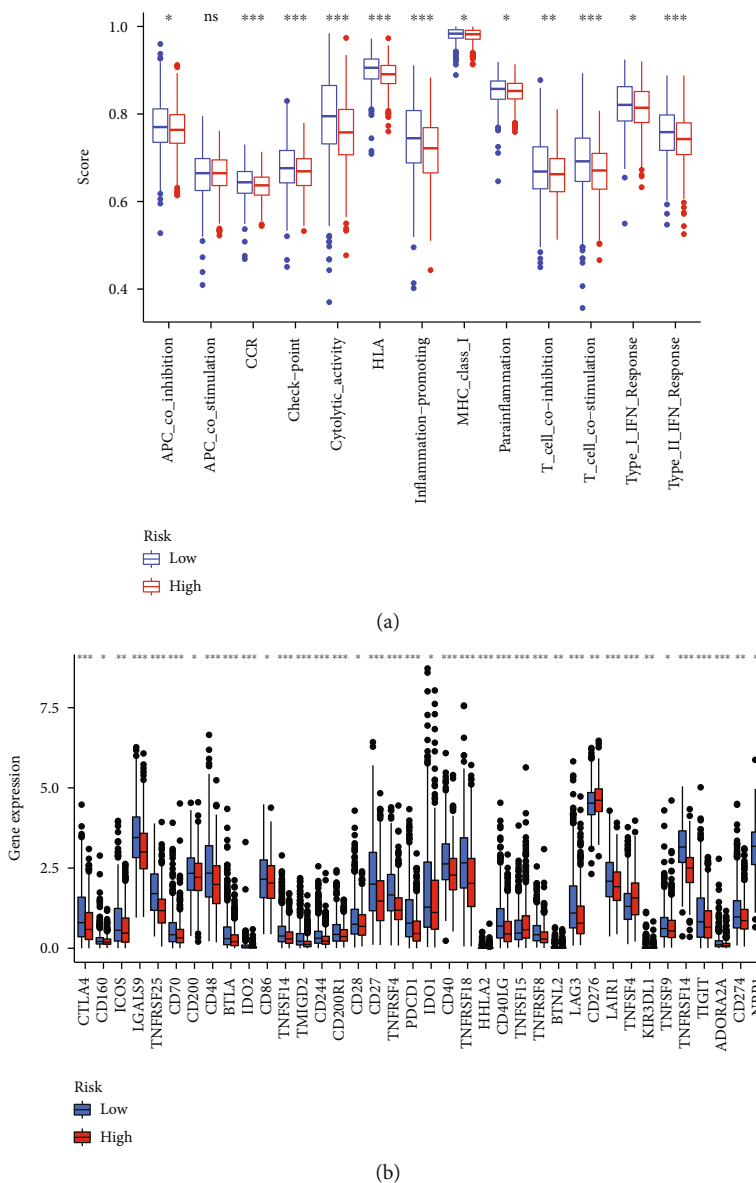 * ns *** *** *** *** *** * * ** *** * ***
1.0
0.8
0.6
0.4
Score
APC_co_inhibition
APC_co_stimulation
CCR
Check-point
Cytolytic_activity
HLA
Inflammation-promoting
MHC_class_I
Parainflammation
T_cell_co-inhibition
T_cell_co-stimulation
Type_I_IFN_Response
Type_II_IFN_Response
Risk
Low
High
(a)
*** * ** *** *** *** * *** *** *** * *** *** *** *** * *** *** *** * *** *** *** *** *** *** ** *** ** *** *** ** * *** *** *** **
7.5
5.0
2.5
0.0
Gene expression
CTLA4
CD160
ICOS
LGALS9
TNFRSF25
CD70
CD200
CD48
BTLA
IDO2
CD86
TNFSF14
TMIGD2
CD244
CD200R1
CD28
CD27
TNFRSF4
PDCD1
IDO1
CD40
TNFRSF18
HHLA2
CD40LG
TNFSF15
TNFRSF8
BTNL2
LAG3
CD276
LAIR1
TNFSF4
KIR3DL1
TNFSF9
TNFRSF14
TIGIT
ADORA2A
CD274
Risk
Low
High
(b)